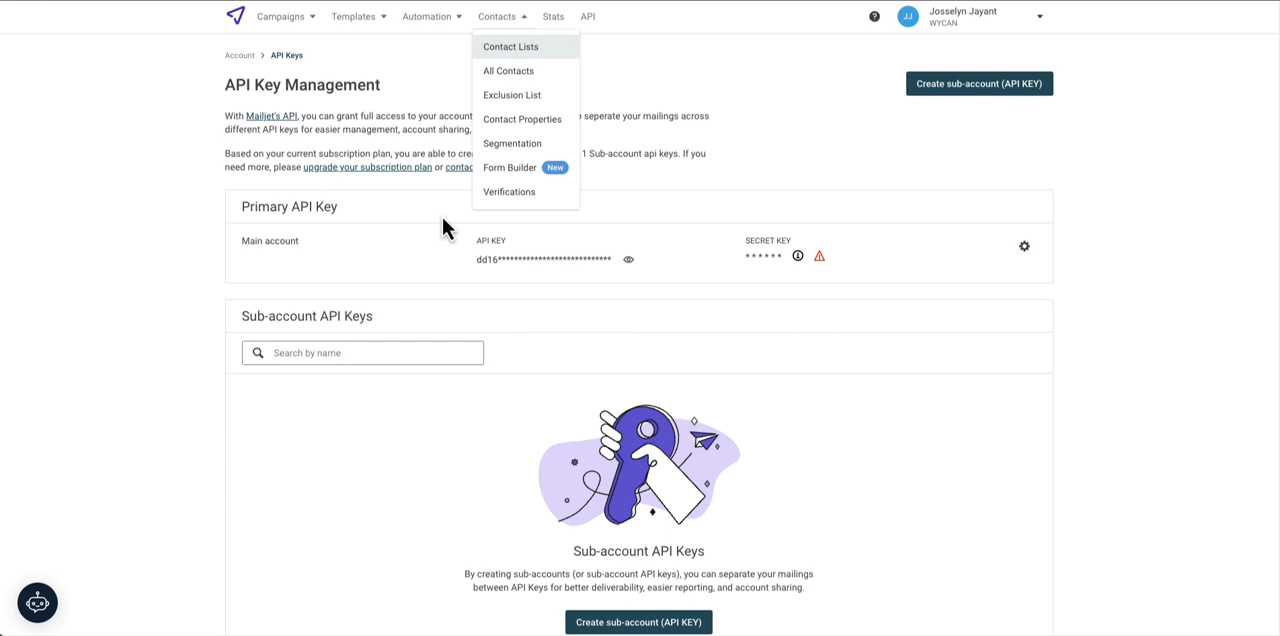 Campaigns
Templates
Automation
Contacts
Stats
API
?
JJ
Josselyn Jayant
WYCAN
Contact Lists
All Contacts
Exclusion List
Contact Properties
Segmentation
Form Builder New
Verifications
Account > API Keys
API Key Management
Create sub-account (API KEY)
With Mailjet's API, you can grant full access to your account seperate your mailings across
different API keys for easier management, account sharing,
Based on your current subscription plan, you are able to 1 Sub-account api keys. If you
need more, please upgrade your subscription plan or
Primary API Key
Main account
API KEY
dd16****************************
SECRET KEY
******
Sub-account API Keys
Search by name
Sub-account API Keys
By creating sub-accounts (or sub-account API keys), you can separate your mailings
between API Keys for better deliverability, easier reporting, and account sharing.
Create sub-account (API KEY)